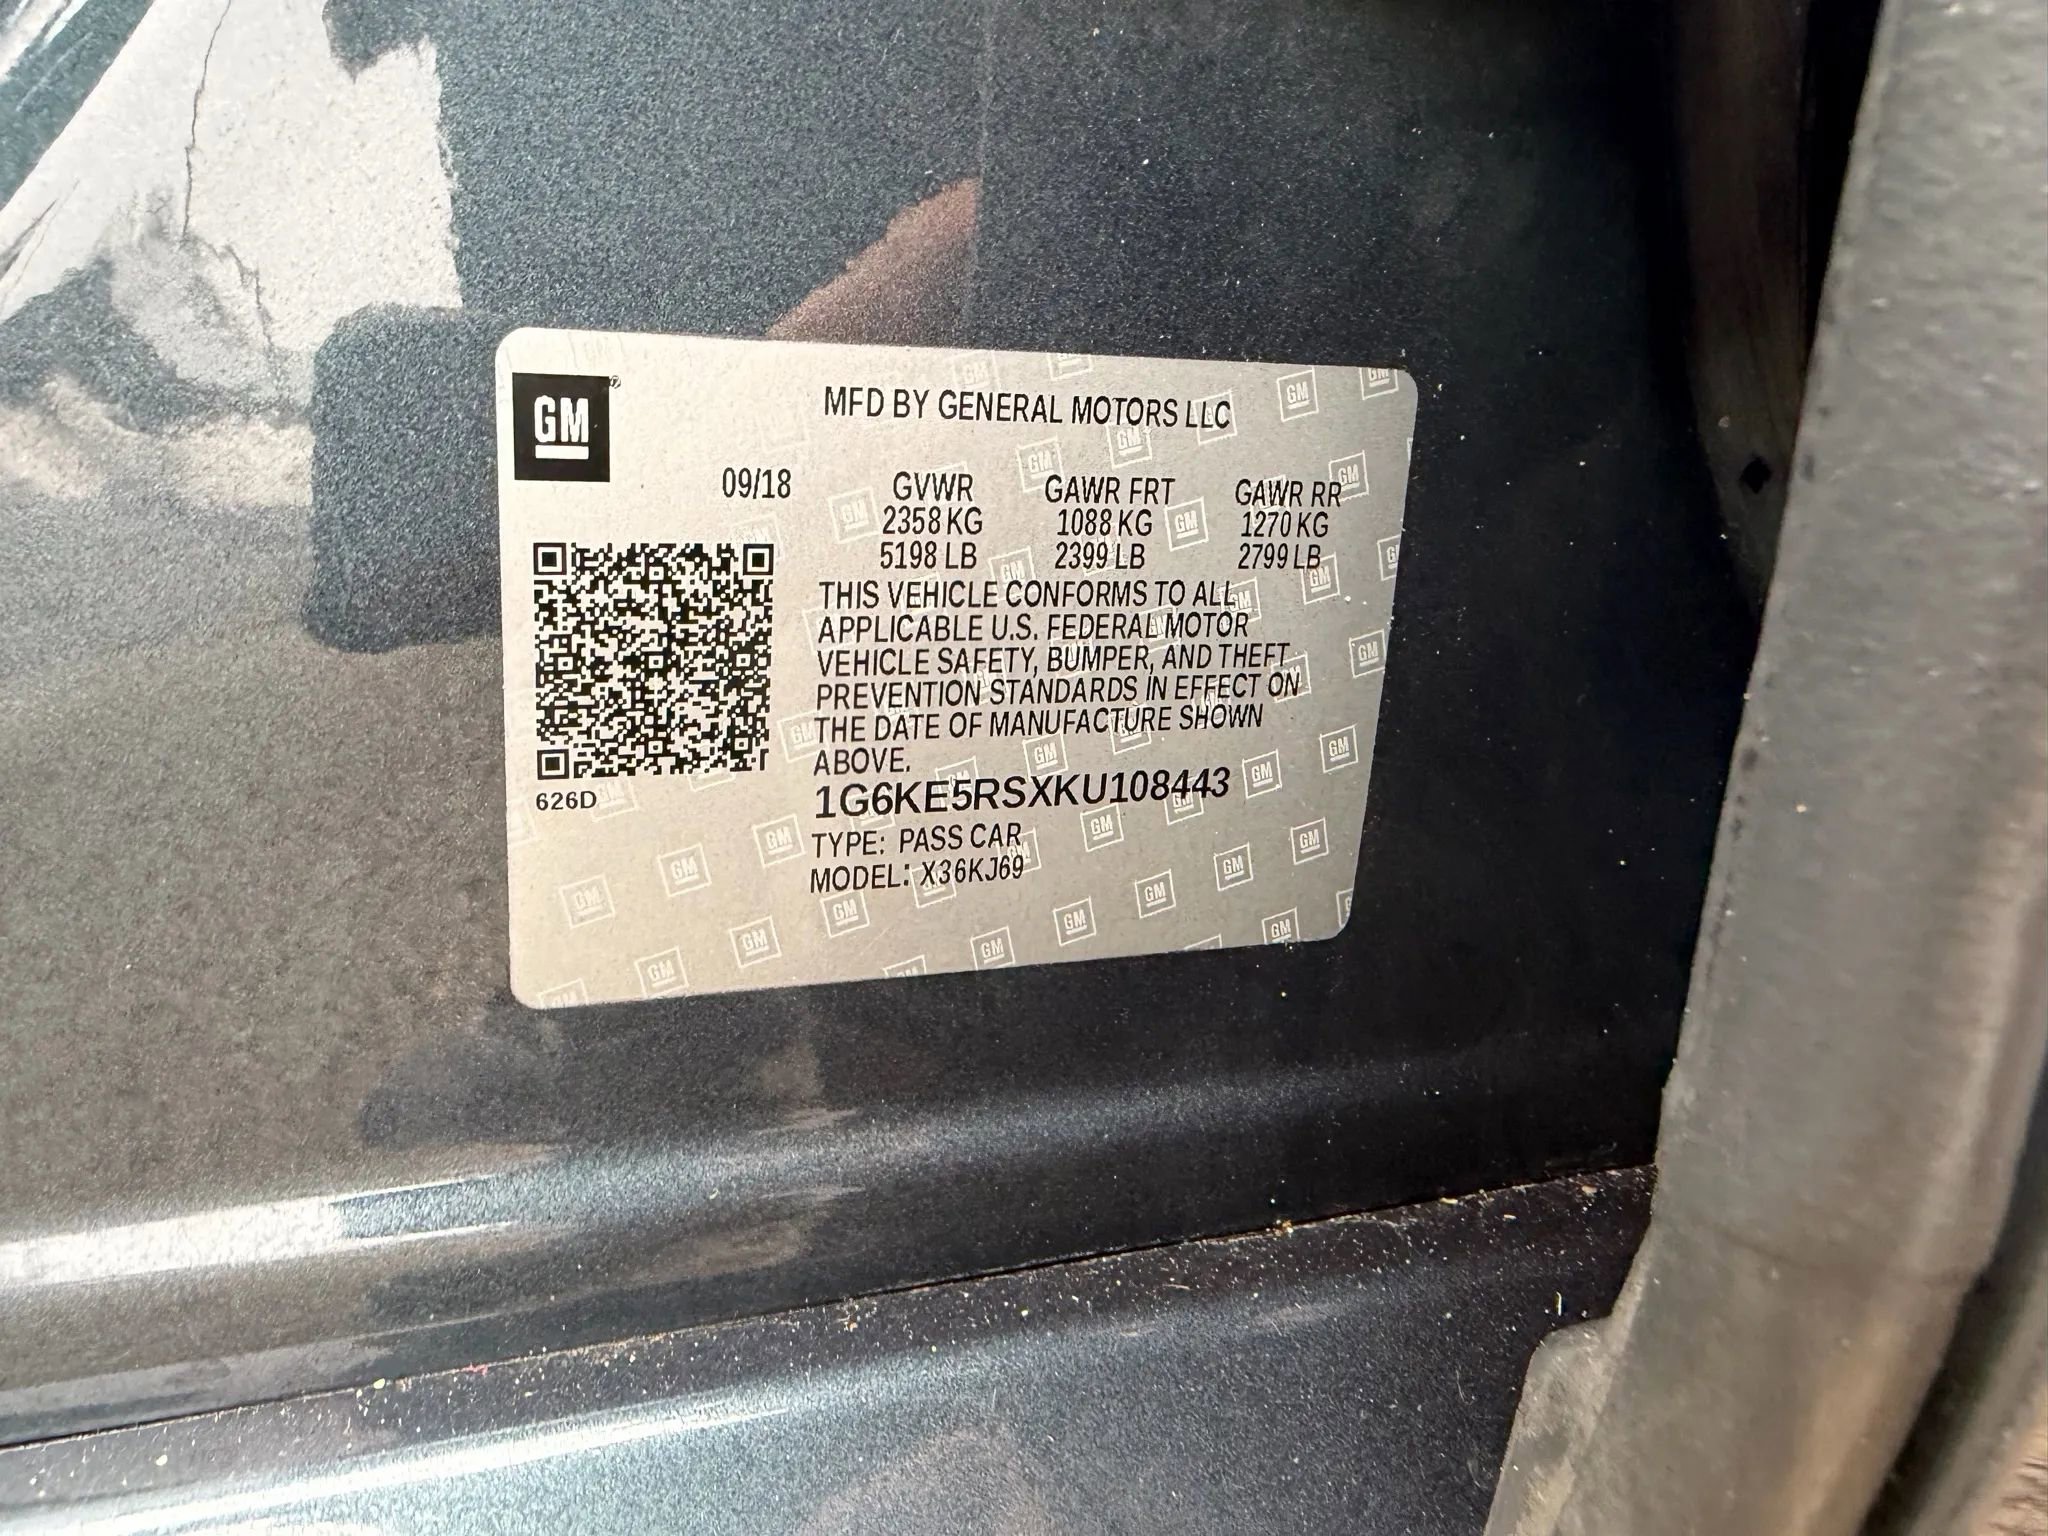 GM
MFD BY GENERAL MOTORS LLC
09/18
GVWR GAWR FRT GAWR RR
2358 KG 1088 KG 1270 KG
5198 LB 2399 LB 2799 LB
THIS VEHICLE CONFORMS TO ALL
APPLICABLE U.S. FEDERAL MOTOR
VEHICLE SAFETY, BUMPER, AND THEFT
PREVENTION STANDARDS IN EFFECT ON
THE DATE OF MANUFACTURE SHOWN
ABOVE.
626D
1G6KE5RSXKU108443
TYPE: PASS CAR
MODEL: X36KJ69